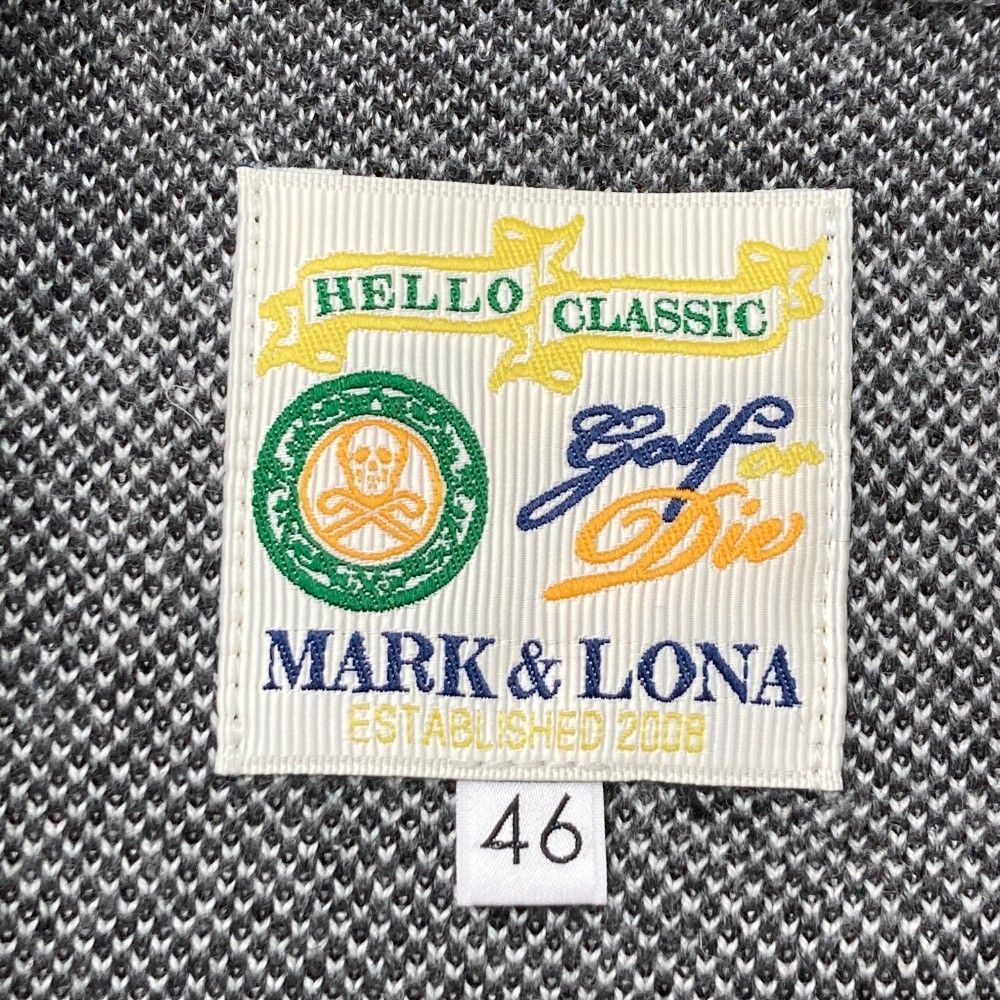 HELLO CLASSIC
Golf or
Die
MARK & LONA
ESTABLISHED 2008
46